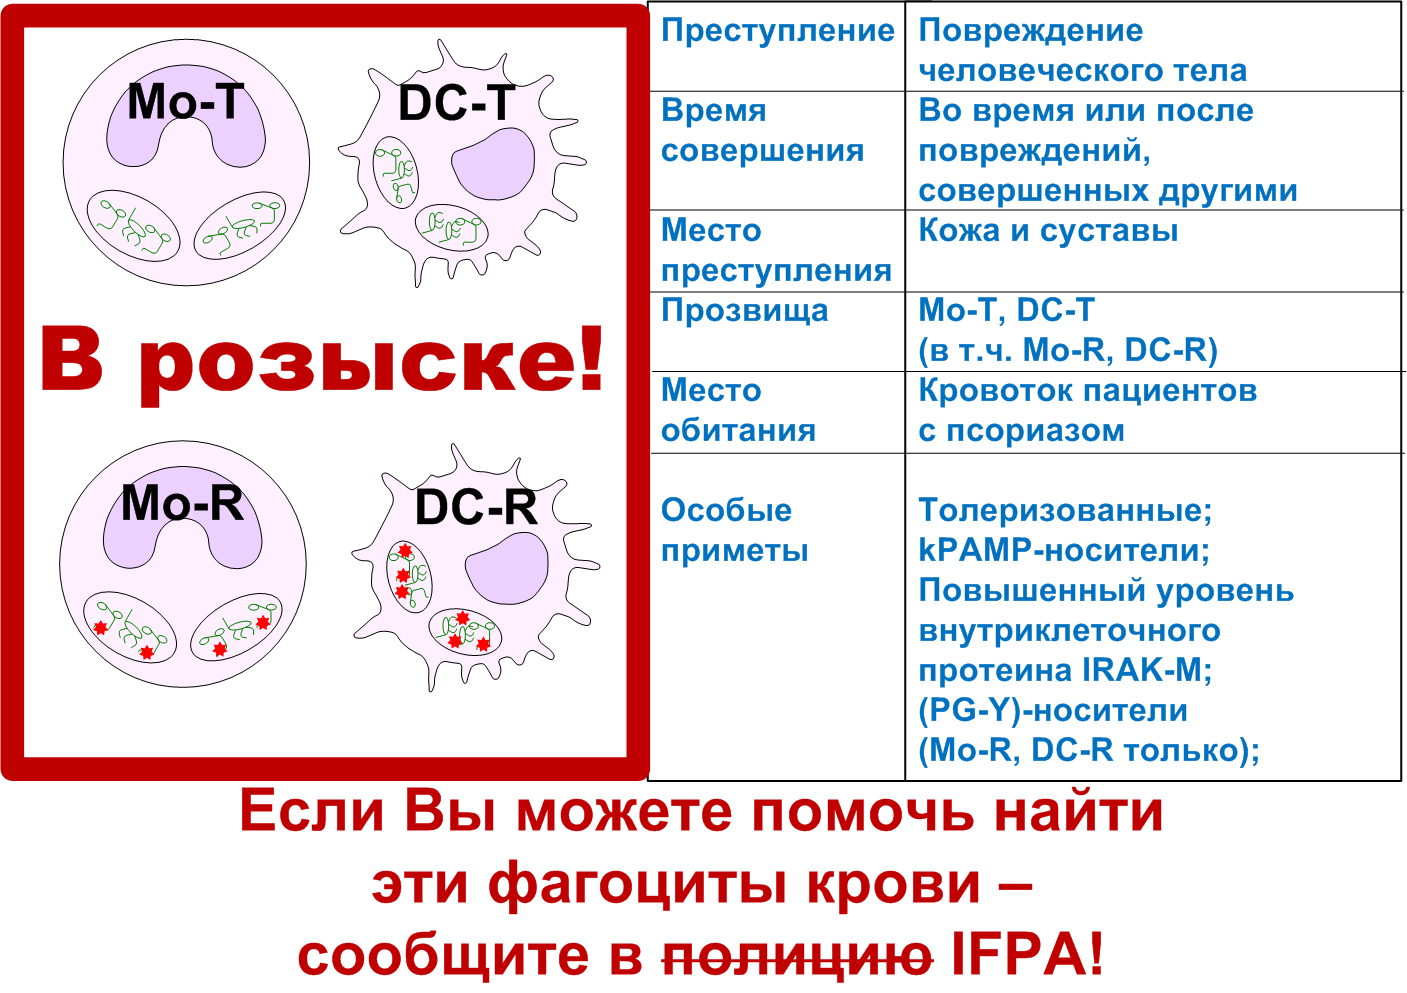 Mo-T
DC-T
В розыске!
Mo-R
DC-R
Преступление
Повреждение
человеческого тела
Время
совершения
Во время или после
повреждений,
совершенных другими
Место
преступления
Кожа и суставы
Прозвища
Mo-T, DC-T
(в т.ч. Mo-R, DC-R)
Место
обитания
Кровоток пациентов
с псориазом
Особые
приметы
Толеризованные;
kPAMP-носители;
Повышенный уровень
внутриклеточного
протеина IRAK-M;
(PG-Y)-носители
(Mo-R, DC-R только);
Если Вы можете помочь найти
эти фагоциты крови –
сообщите в полицию IFPA!